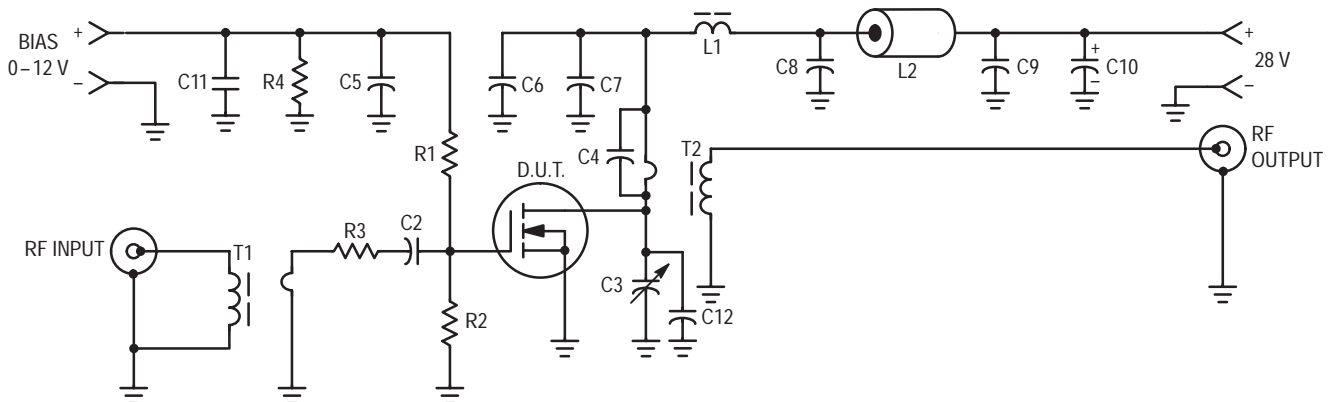 +
BIAS
0–12 V
–
C11
R4
C5
C6
C7
L1
C8
L2
C9
+
C10
–
+
28 V
–
R1
C4
T2
RF
OUTPUT
D.U.T.
RF INPUT
T1
R3
C2
C3
C12
R2